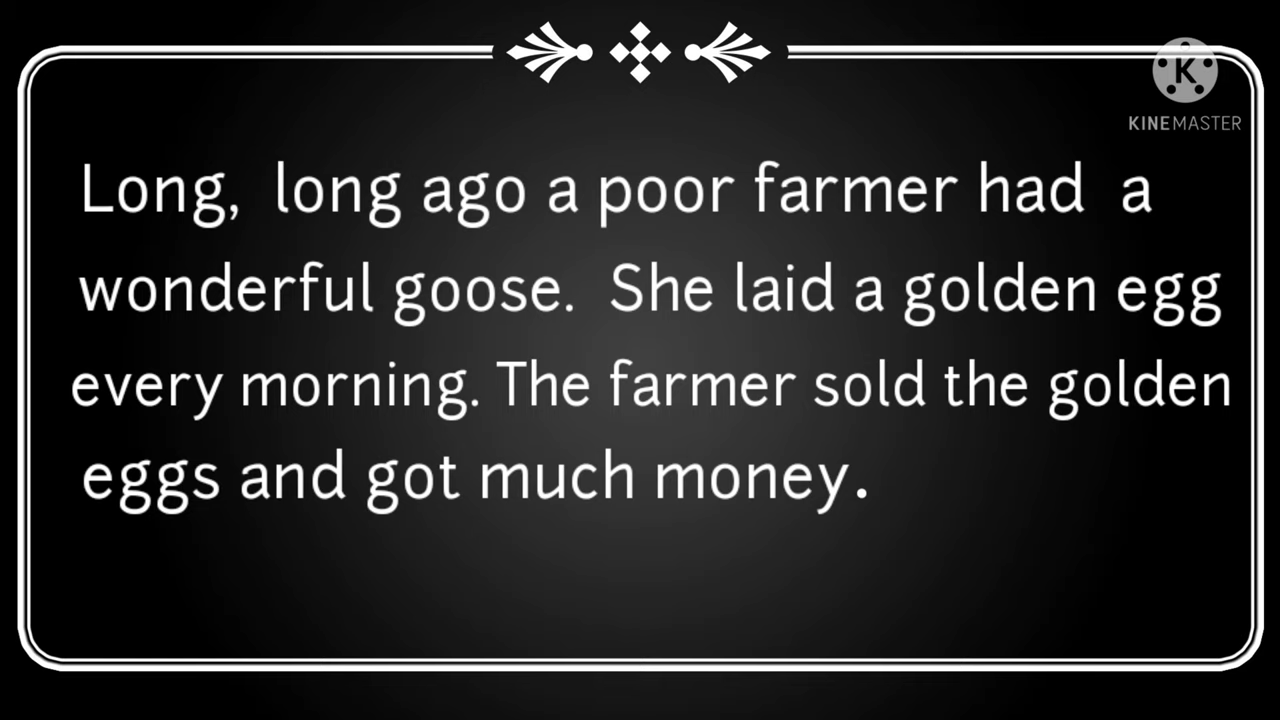 K
KINEMASTER
Long, long ago a poor farmer had a
wonderful goose. She laid a golden egg
every morning. The farmer sold the golden
eggs and got much money.